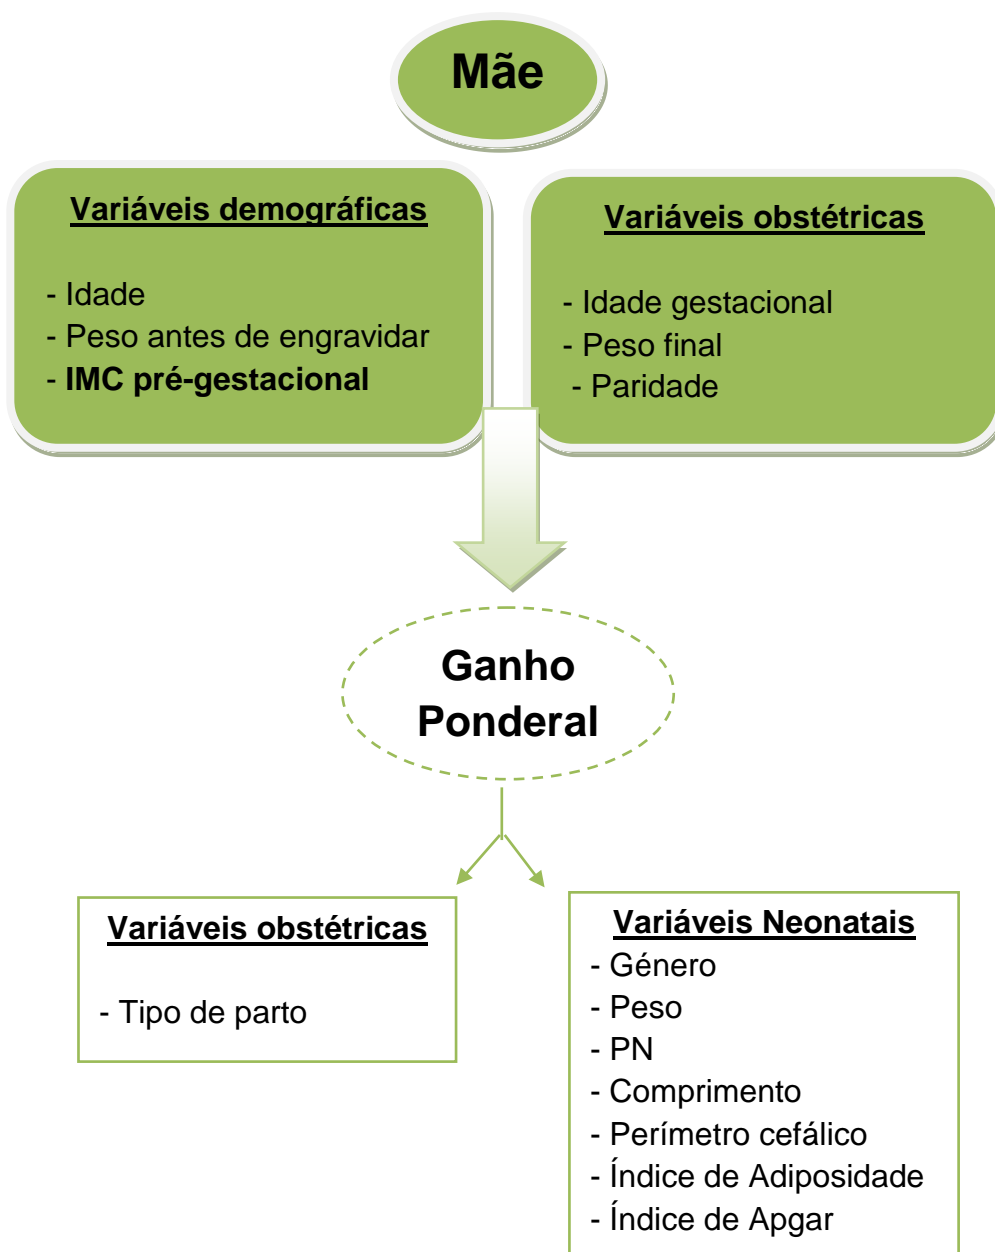 Mãe
Variáveis demográficas
- Idade
- Peso antes de engravidar
- IMC pré-gestacional
Variáveis obstétricas
- Idade gestacional
- Peso final
- Paridade
Ganho
Ponderal
Variáveis obstétricas
- Tipo de parto
Variáveis Neonatais
- Género
- Peso
- PN
- Comprimento
- Perímetro cefálico
- Índice de Adiposidade
- Índice de Apgar